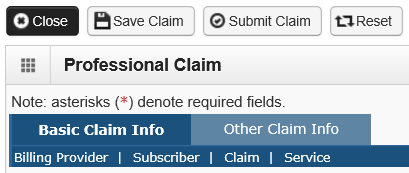 Close Save Claim Submit Claim Reset
Professional Claim
Note: asterisks (*) denote required fields.
Basic Claim Info Other Claim Info
Billing Provider | Subscriber | Claim | Service